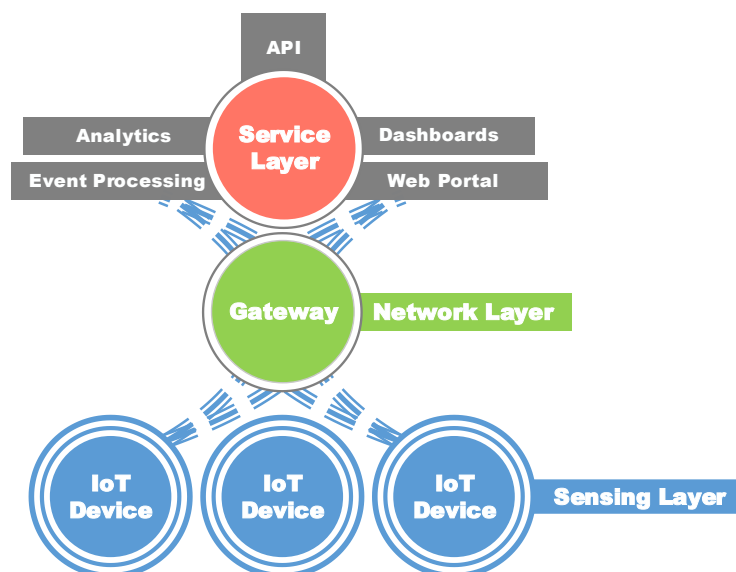 API
Analytics
Service
Layer
Dashboards
Event Processing
Web Portal
Gateway
Network Layer
IoT
Device
IoT
Device
IoT
Device
Sensing Layer